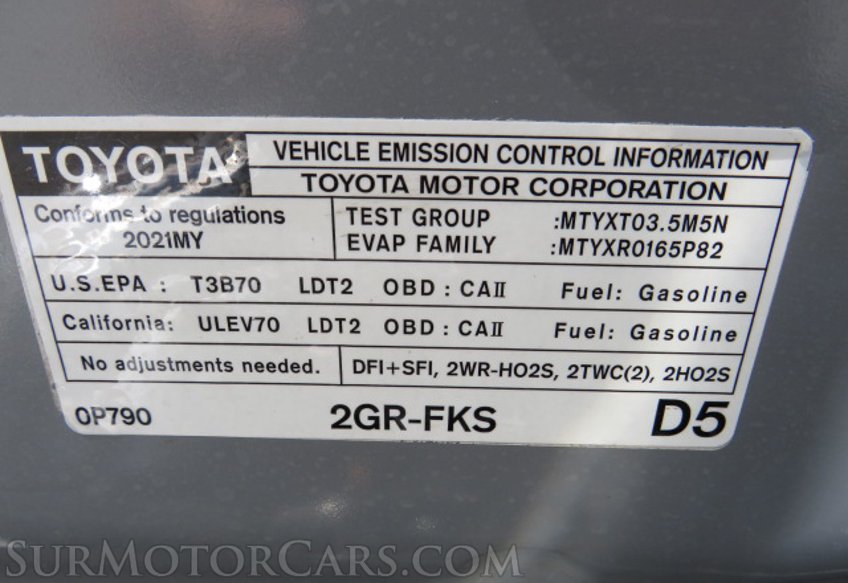 TOYOTA
VEHICLE EMISSION CONTROL INFORMATION
TOYOTA MOTOR CORPORATION
Conforms to regulations
2021MY
TEST GROUP :MTYXT03.5M5N
EVAP FAMILY :MTYXR0165P82
U.S.EPA : T3B70 LDT2 OBD : CAⅡ Fuel: Gasoline
California: ULEV70 LDT2 OBD : CAⅡ Fuel: Gasoline
No adjustments needed.
DFI+SFI, 2WR-HO2S, 2TWC(2), 2HO2S
0P790
2GR-FKS
D5
SurMotorCars.com